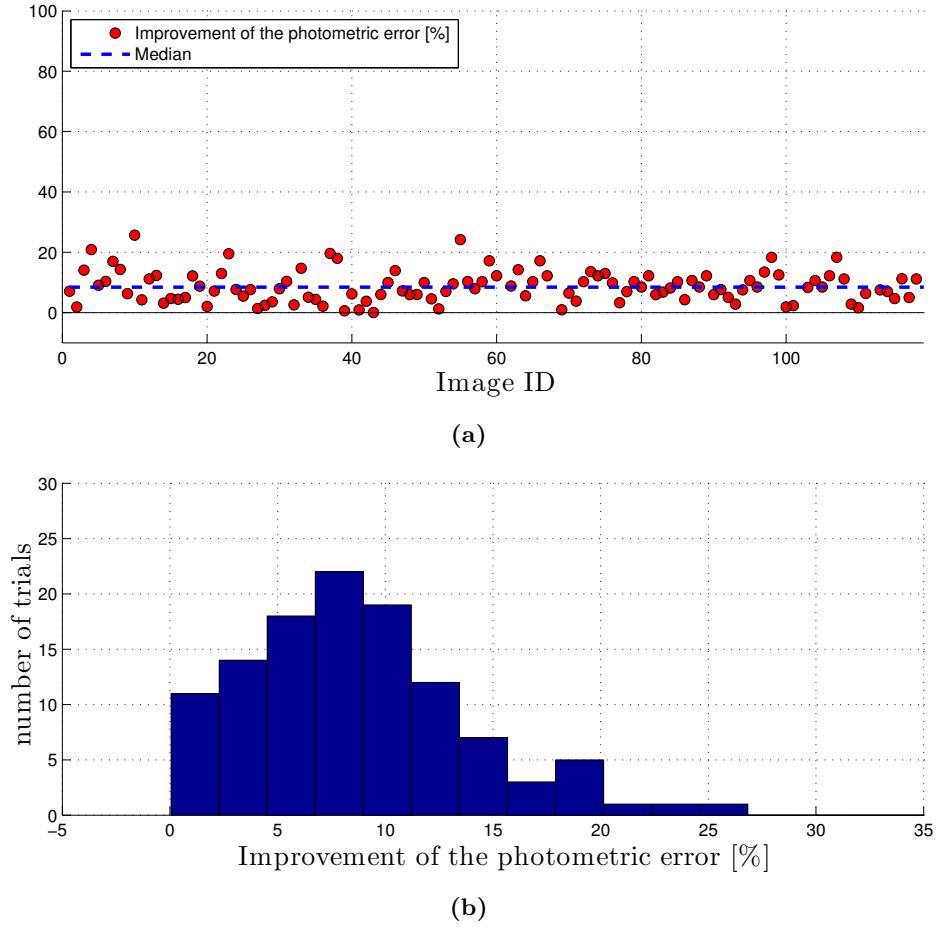 100
80
60
40
20
0
Improvement of the photometric error [%]
Median
0 20 40 60 80 100
Image ID
(a)
30
25
20
15
10
5
0
number of trials
−5 0 5 10 15 20 25 30 35
Improvement of the photometric error [%]
(b)